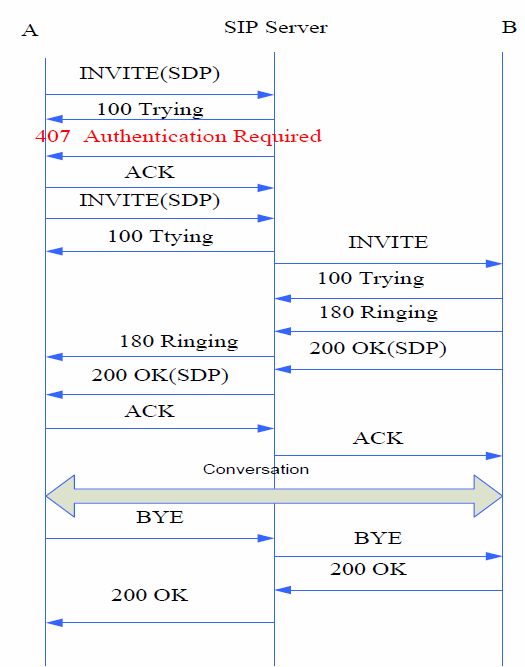 A
SIP Server
B
INVITE(SDP)
100 Trying
407 Authentication Required
ACK
INVITE(SDP)
100 Ttying
INVITE
100 Trying
180 Ringing
180 Ringing
200 OK(SDP)
200 OK(SDP)
ACK
ACK
Conversation
BYE
BYE
200 OK
200 OK